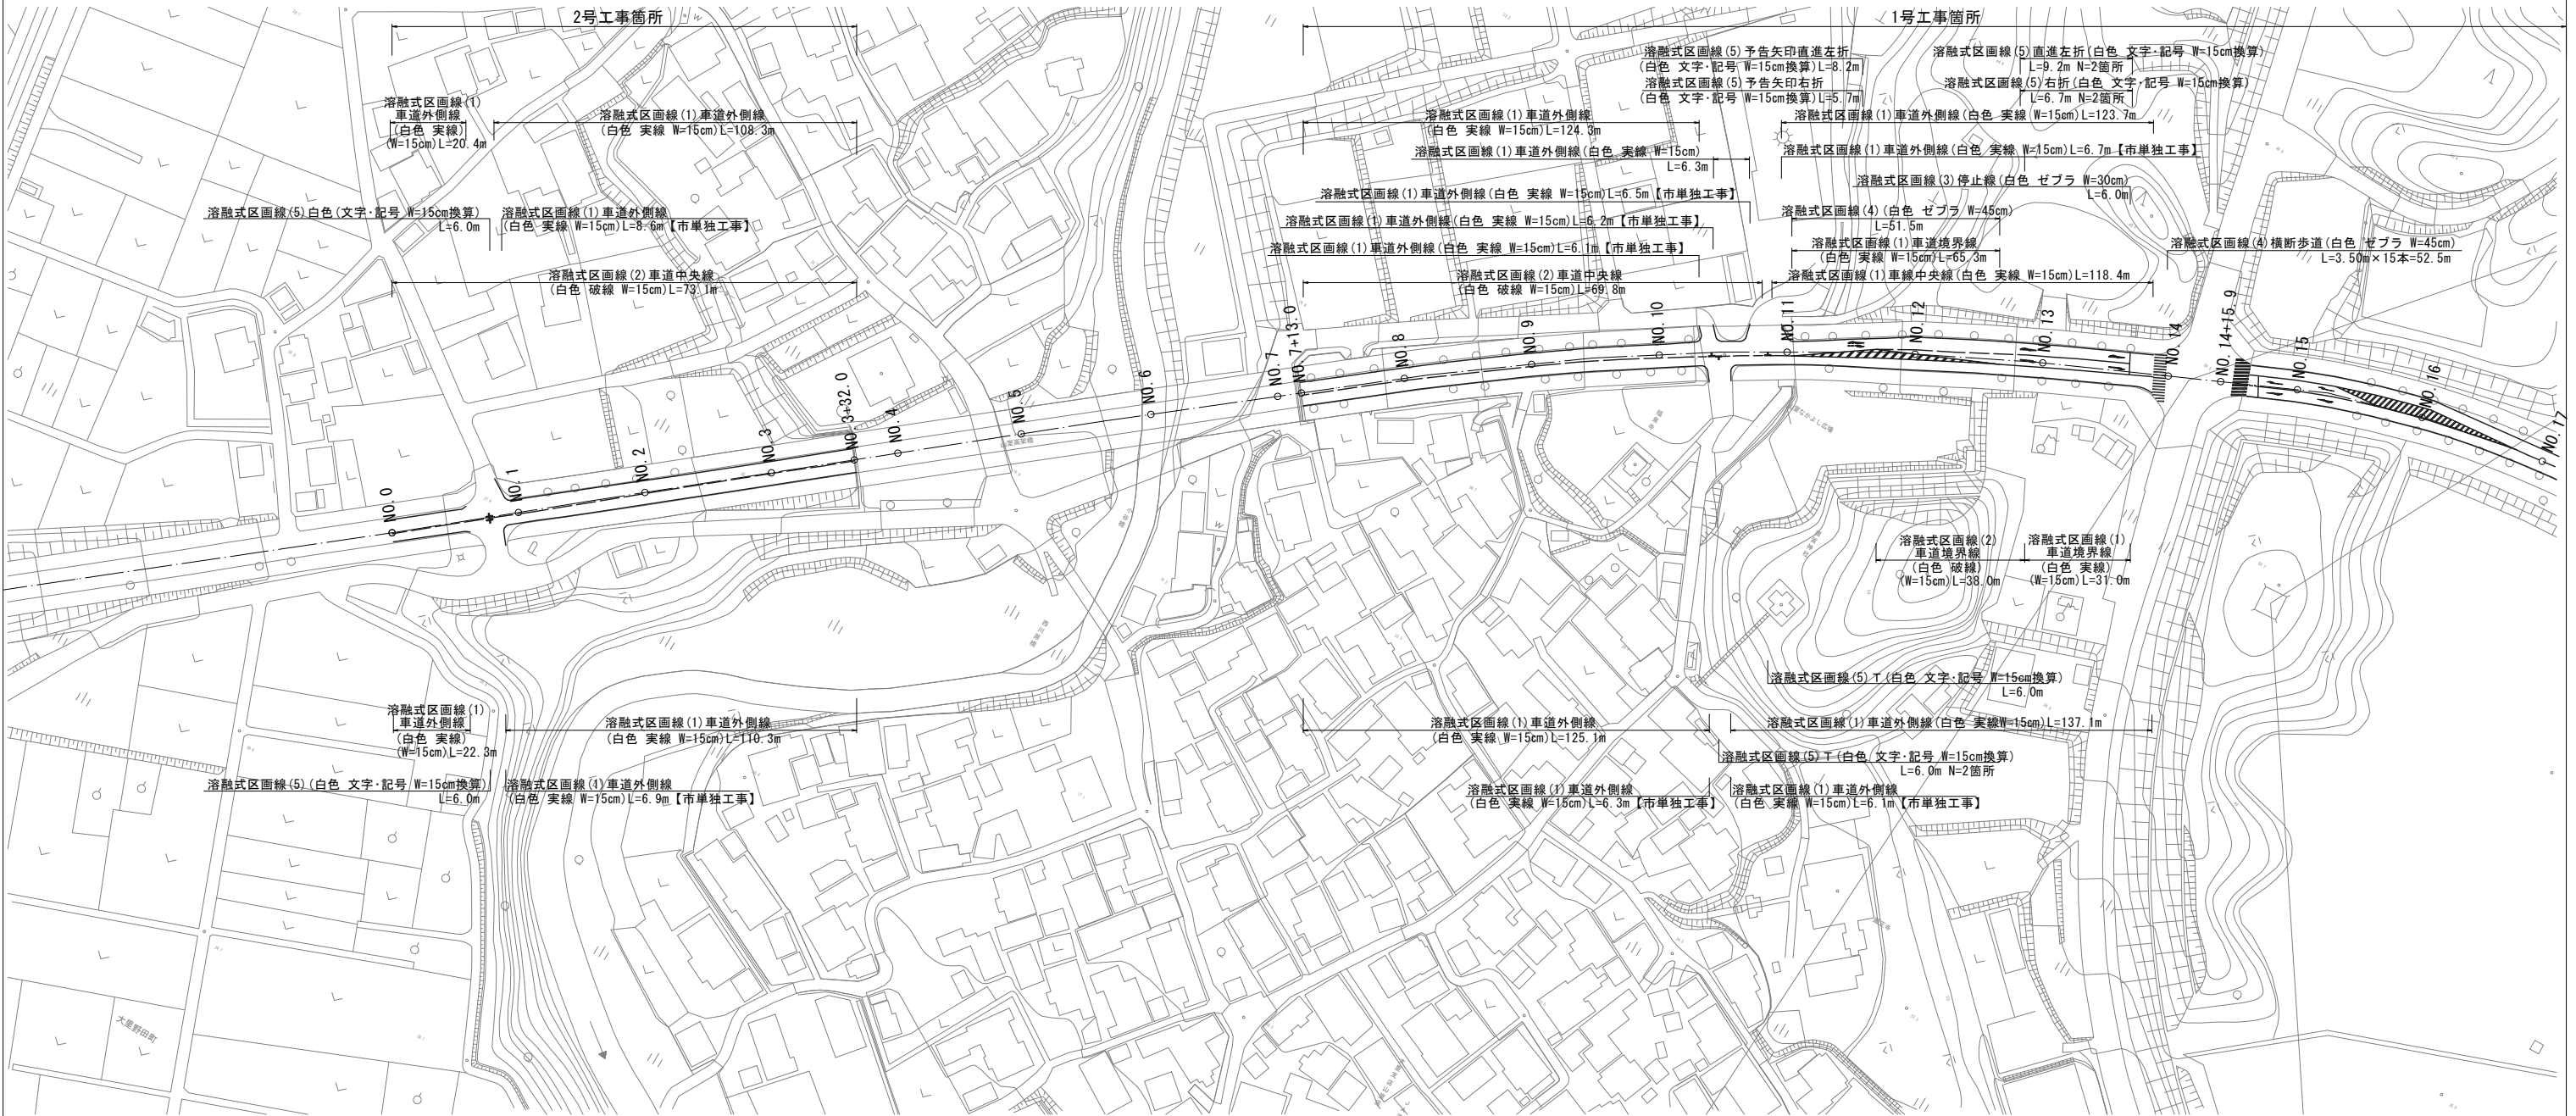 2号工事箇所
1号工事箇所
溶融式区画線(1)
車道外側線
(白色 実線)
(W=15cm)L=20.4m
溶融式区画線(1)車道外側線
(白色 実線 W=15cm)L=108.3m
溶融式区画線(5)白色(文字・記号 W=15cm換算)
L=6.0m
溶融式区画線(1)車道外側線
(白色 実線 W=15cm)L=8.6m【市単独工事】
溶融式区画線(2)車道中央線
(白色 破線 W=15cm)L=73.1m
溶融式区画線(5)予告矢印直進左折
(白色 文字・記号 W=15cm換算)L=8.2m
溶融式区画線(5)予告矢印右折
(白色 文字・記号 W=15cm換算)L=5.7m
溶融式区画線(5)直進左折(白色 文字・記号 W=15cm換算)
L=9.2m N=2箇所
溶融式区画線(5)右折(白色 文字・記号 W=15cm換算)
L=6.7m N=2箇所
溶融式区画線(1)車道外側線
(白色 実線 W=15cm)L=124.3m
溶融式区画線(1)車道外側線(白色 実線 W=15cm)L=123.7m
溶融式区画線(1)車道外側線(白色 実線 W=15cm)
L=6.3m
溶融式区画線(1)車道外側線(白色 実線 W=15cm)L=6.7m【市単独工事】
溶融式区画線(1)車道外側線(白色 実線 W=15cm)L=6.5m【市単独工事】
溶融式区画線(3)停止線(白色 ゼブラ W=30cm)
L=6.0m
溶融式区画線(1)車道外側線(白色 実線 W=15cm)L=6.2m【市単独工事】
溶融式区画線(4)(白色 ゼブラ W=45cm)
L=51.5m
溶融式区画線(1)車道外側線(白色 実線 W=15cm)L=6.1m【市単独工事】
溶融式区画線(1)車道境界線
(白色 実線 W=15cm)L=65.3m
溶融式区画線(4)横断歩道(白色 ゼブラ W=45cm)
L=3.50m×15本=52.5m
溶融式区画線(2)車道中央線
(白色 破線 W=15cm)L=69.8m
溶融式区画線(1)車線中央線(白色 実線 W=15cm)L=118.4m
NO.0
NO.1
NO.2
NO.3
NO.3+32.0
NO.4
NO.5
NO.6
NO.7
NO.7+13.0
NO.8
NO.9
NO.10
NO.11
NO.12
NO.13
NO.14
NO.14+15.9
NO.15
NO.16
NO.17
溶融式区画線(2)
車道境界線
(白色 破線)
(W=15cm)L=38.0m
溶融式区画線(1)
車道境界線
(白色 実線)
(W=15cm)L=31.0m
溶融式区画線(5)T(白色 文字・記号 W=15cm換算)
L=6.0m
溶融式区画線(1)
車道外側線
(白色 実線)
(W=15cm)L=22.3m
溶融式区画線(1)車道外側線
(白色 実線 W=15cm)L=110.3m
溶融式区画線(1)車道外側線
(白色 実線 W=15cm)L=125.1m
溶融式区画線(1)車道外側線(白色 実線W=15cm)L=137.1m
溶融式区画線(5)T(白色 文字・記号 W=15cm換算)
L=6.0m N=2箇所
溶融式区画線(5)(白色 文字・記号 W=15cm換算)
L=6.0m
溶融式区画線(1)車道外側線
(白色 実線 W=15cm)L=6.9m【市単独工事】
溶融式区画線(1)車道外側線
(白色 実線 W=15cm)L=6.3m【市単独工事】
溶融式区画線(1)車道外側線
(白色 実線 W=15cm)L=6.1m【市単独工事】
大里野田町